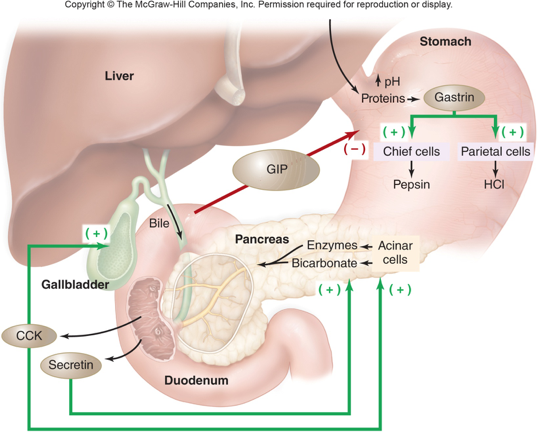 Copyright © The McGraw-Hill Companies, Inc. Permission required for reproduction or display.
Stomach
Liver
pH
Proteins
Gastrin
(+)
(+)
(−)
Chief cells
Parietal cells
GIP
Pepsin
HCl
Bile
(+)
Pancreas
Enzymes
Acinar
cells
Bicarbonate
Gallbladder
(+)
(+)
CCK
Secretin
Duodenum